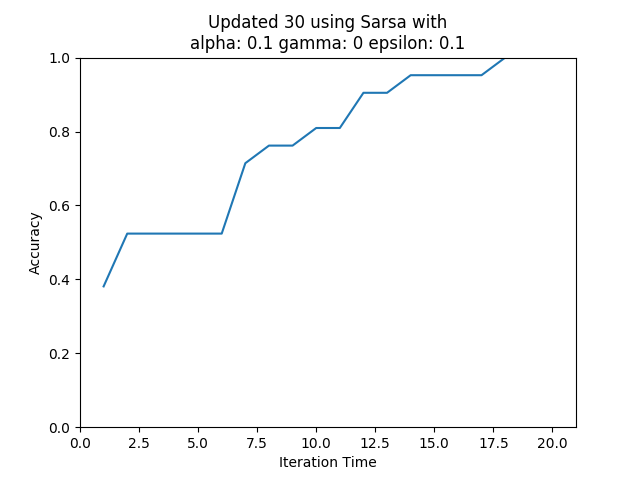 Updated 30 using Sarsa with
alpha: 0.1 gamma: 0 epsilon: 0.1
1.0
0.8
0.6
0.4
0.2
0.0
Accuracy
0.0 2.5 5.0 7.5 10.0 12.5 15.0 17.5 20.0
Iteration Time